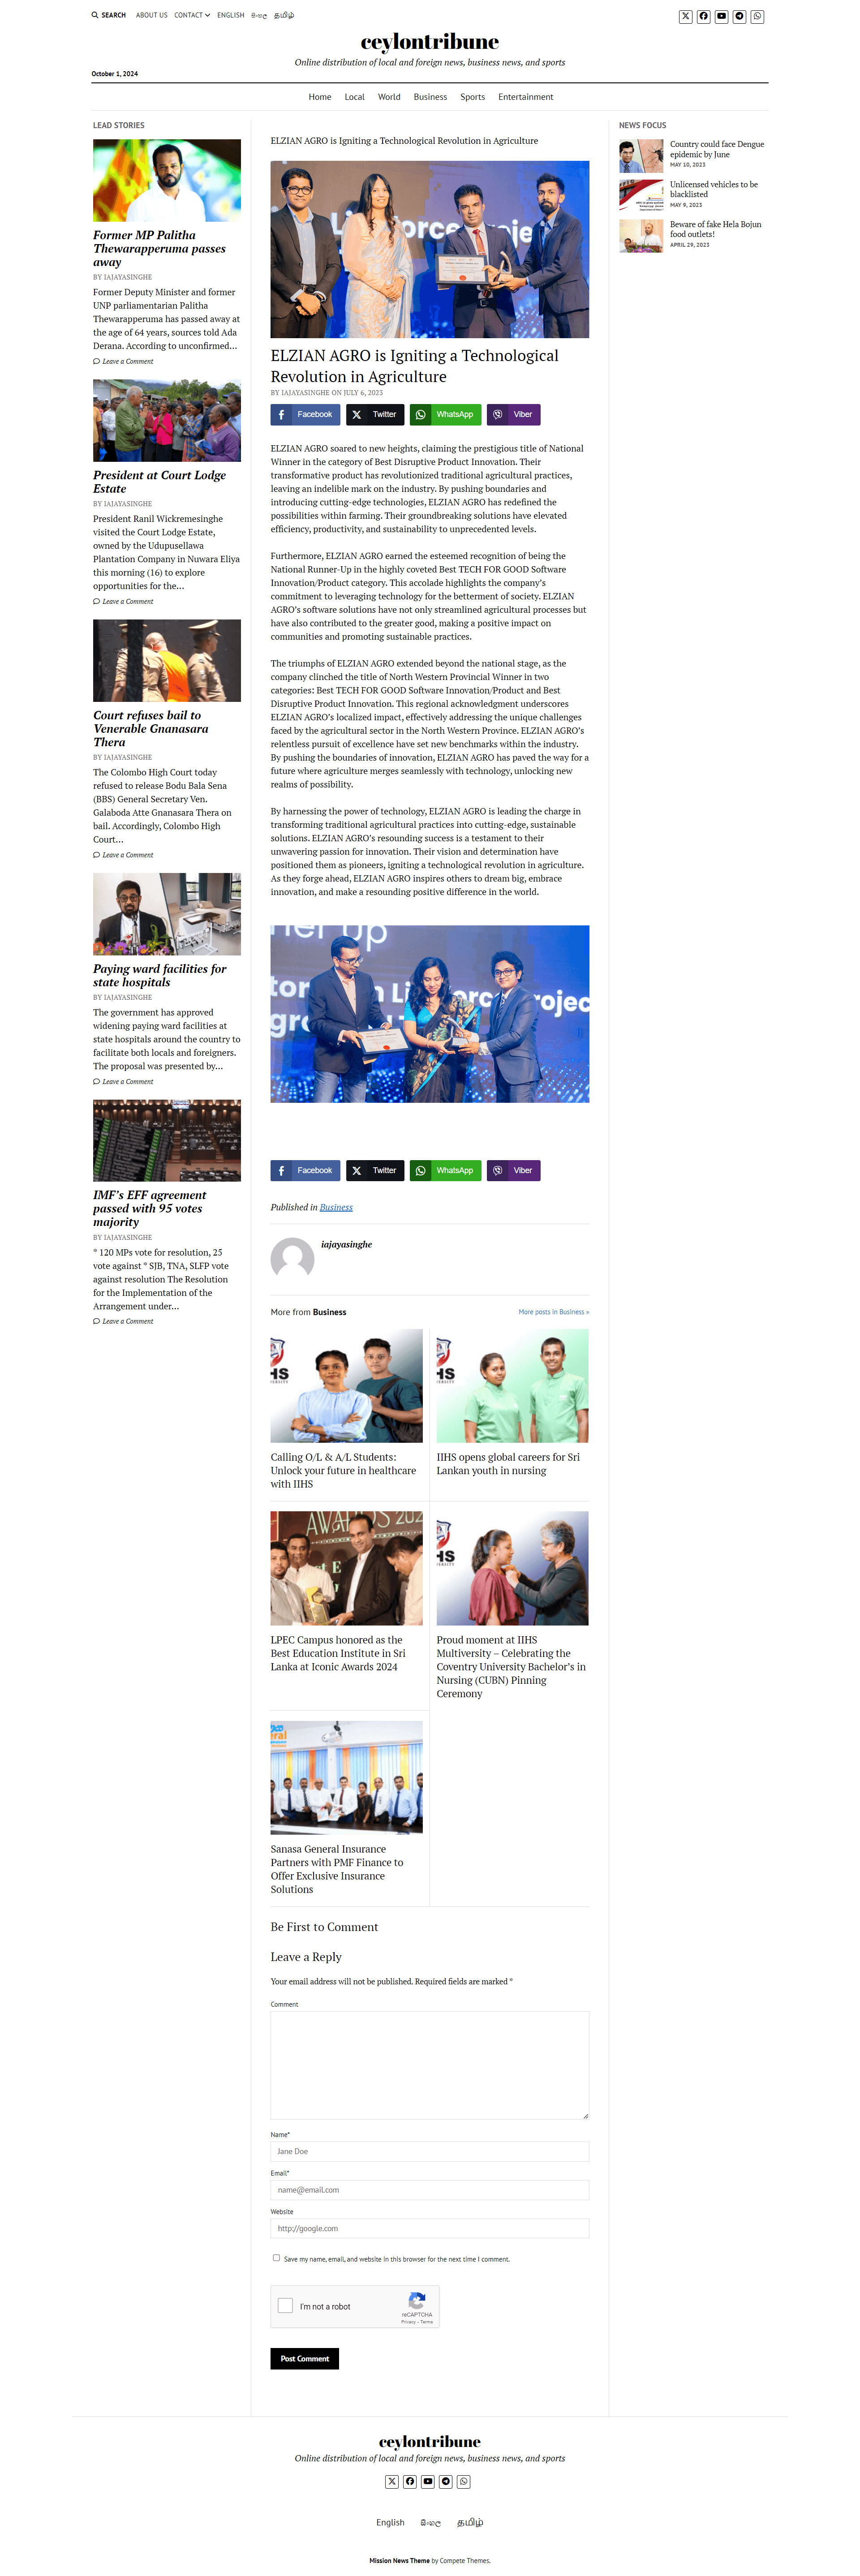 SEARCH ABOUT US CONTACT ENGLISH සිංහල தமிழ்
ceylontribune
Online distribution of local and foreign news, business news, and sports
October 1, 2024
Home Local World Business Sports Entertainment
LEAD STORIES
Former MP Palitha
Thewarapperuma passes
away
BY IAJAYASINGHE
Former Deputy Minister and former
UNP parliamentarian Palitha
Thewarapperuma has passed away at
the age of 64 years, sources told Ada
Derana. According to unconfirmed…
Leave a Comment
President at Court Lodge
Estate
BY IAJAYASINGHE
President Ranil Wickremesinghe
visited the Court Lodge Estate,
owned by the Udupusellawa
Plantation Company in Nuwara Eliya
this morning (16) to explore
opportunities for the…
Leave a Comment
Court refuses bail to
Venerable Gnanasara
Thera
BY IAJAYASINGHE
The Colombo High Court today
refused to release Bodu Bala Sena
(BBS) General Secretary Ven.
Galaboda Atte Gnanasara Thera on
bail. Accordingly, Colombo High
Court…
Leave a Comment
Paying ward facilities for
state hospitals
BY IAJAYASINGHE
The government has approved
widening paying ward facilities at
state hospitals around the country to
facilitate both locals and foreigners.
The proposal was presented by…
Leave a Comment
IMF's EFF agreement
passed with 95 votes
majority
BY IAJAYASINGHE
* 120 MPs vote for resolution, 25
vote against * SJB, TNA, SLFP vote
against resolution The Resolution
for the Implementation of the
Arrangement under…
Leave a Comment
ELZIAN AGRO is Igniting a Technological Revolution in Agriculture
ELZIAN AGRO is Igniting a Technological
Revolution in Agriculture
BY IAJAYASINGHE ON JULY 6, 2023
Facebook Twitter WhatsApp Viber
ELZIAN AGRO soared to new heights, claiming the prestigious title of National
Winner in the category of Best Disruptive Product Innovation. Their
transformative product has revolutionized traditional agricultural practices,
leaving an indelible mark on the industry. By pushing boundaries and
introducing cutting-edge technologies, ELZIAN AGRO has redefined the
possibilities within farming. Their groundbreaking solutions have elevated
efficiency, productivity, and sustainability to unprecedented levels.
Furthermore, ELZIAN AGRO earned the esteemed recognition of being the
National Runner-Up in the highly coveted Best TECH FOR GOOD Software
Innovation/Product category. This accolade highlights the company's
commitment to leveraging technology for the betterment of society. ELZIAN
AGRO's software solutions have not only streamlined agricultural processes but
have also contributed to the greater good, making a positive impact on
communities and promoting sustainable practices.
The triumphs of ELZIAN AGRO extended beyond the national stage, as the
company clinched the title of North Western Provincial Winner in two
categories: Best TECH FOR GOOD Software Innovation/Product and Best
Disruptive Product Innovation. This regional acknowledgment underscores
ELZIAN AGRO's localized impact, effectively addressing the unique challenges
faced by the agricultural sector in the North Western Province. ELZIAN AGRO's
relentless pursuit of excellence have set new benchmarks within the industry.
By pushing the boundaries of innovation, ELZIAN AGRO has paved the way for a
future where agriculture merges seamlessly with technology, unlocking new
realms of possibility.
By harnessing the power of technology, ELZIAN AGRO is leading the charge in
transforming traditional agricultural practices into cutting-edge, sustainable
solutions. ELZIAN AGRO's resounding success is a testament to their
unwavering passion for innovation. Their vision and determination have
positioned them as pioneers, igniting a technological revolution in agriculture.
As they forge ahead, ELZIAN AGRO inspires others to dream big, embrace
innovation, and make a resounding positive difference in the world.
Facebook Twitter WhatsApp Viber
Published in Business
iajayasinghe
More from Business
More posts in Business »
Calling O/L & A/L Students:
Unlock your future in healthcare
with IIHS
IIHS opens global careers for Sri
Lankan youth in nursing
LPEC Campus honored as the
Best Education Institute in Sri
Lanka at Iconic Awards 2024
Proud moment at IIHS
Multiversity – Celebrating the
Coventry University Bachelor's in
Nursing (CUBN) Pinning
Ceremony
Sanasa General Insurance
Partners with PMF Finance to
Offer Exclusive Insurance
Solutions
Be First to Comment
Leave a Reply
Your email address will not be published. Required fields are marked *
Comment
Name*
Jane Doe
Email*
name@email.com
Website
http://google.com
Save my name, email, and website in this browser for the next time I comment.
I'm not a robot
reCAPTCHA
Privacy - Terms
Post Comment
NEWS FOCUS
Country could face Dengue
epidemic by June
MAY 10, 2023
Unlicensed vehicles to be
blacklisted
MAY 9, 2023
Beware of fake Hela Bojun
food outlets!
APRIL 29, 2023
ceylontribune
Online distribution of local and foreign news, business news, and sports
English සිංහල தமிழ்
Mission News Theme by Compete Themes.